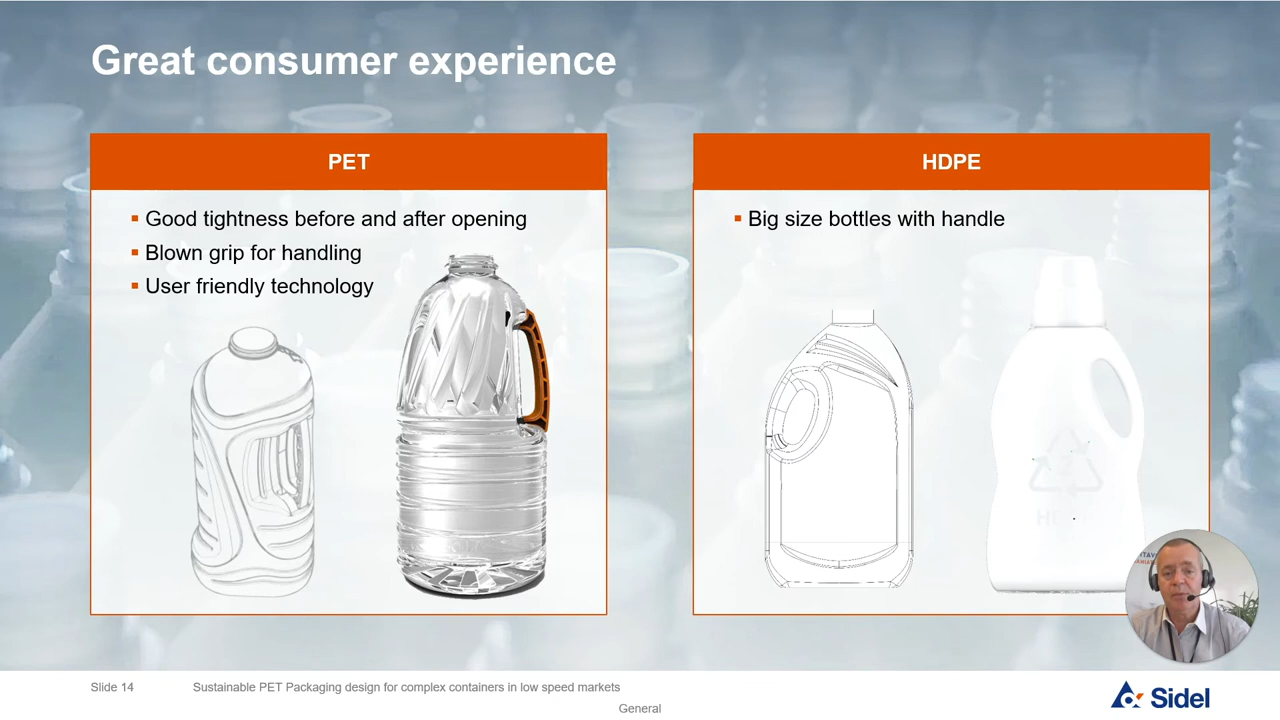 Great consumer experience
PET
Good tightness before and after opening
Blown grip for handling
User friendly technology
HDPE
Big size bottles with handle
Slide 14
Sustainable PET Packaging design for complex containers in low speed markets
General
Sidel